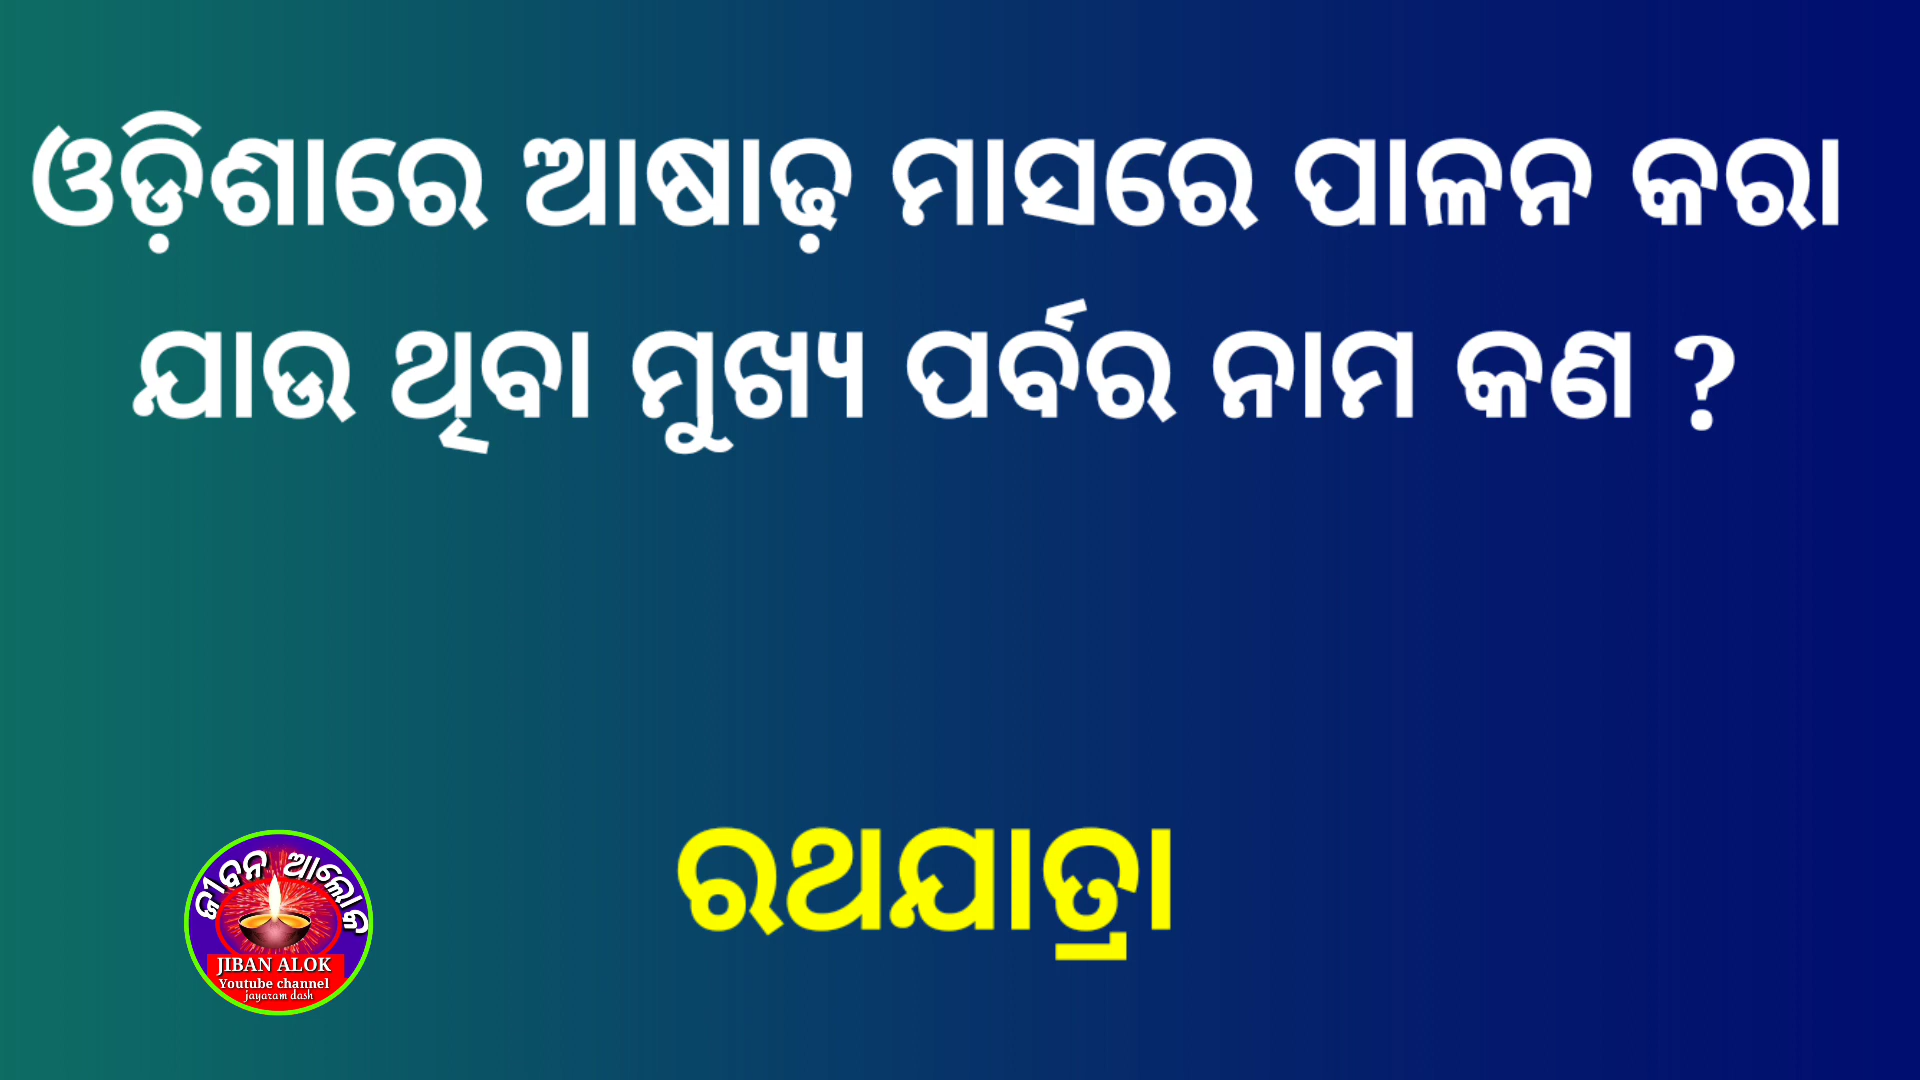 ଓଡ଼ିଶାରେ ଆଷାଢ଼ ମାସରେ ପାଳନ କରା
ଯାଉ ଥିବା ମୁଖ୍ୟ ପର୍ବର ନାମ କଣ ?
ରଥଯାତ୍ରା
ଜୀବନ ଆଲୋକ
JIBAN ALOK
Youtube channel
jayaram dash